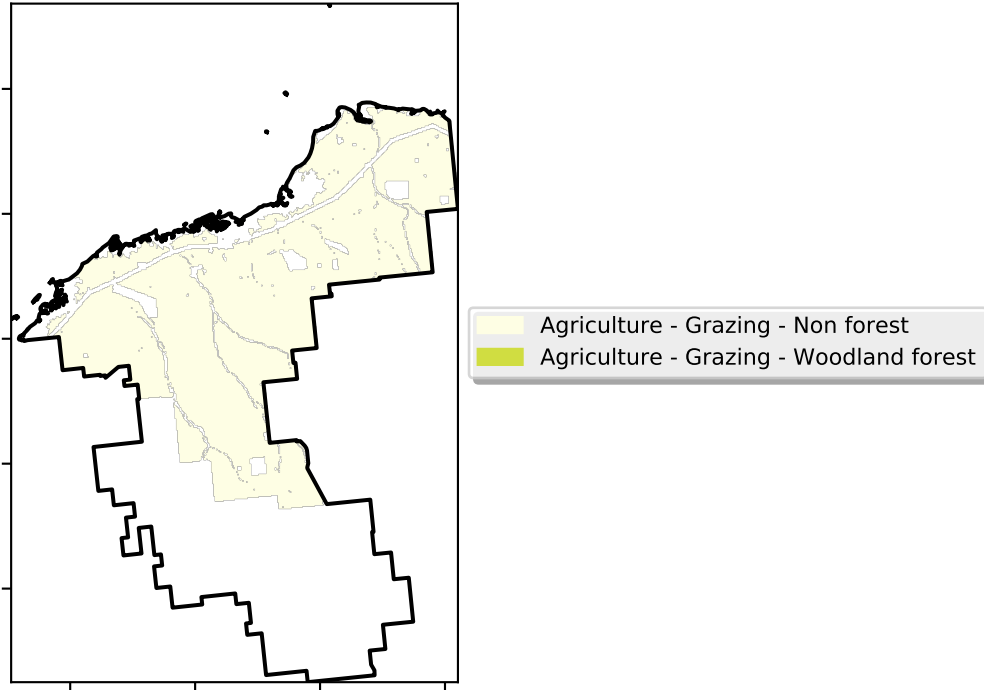 Agriculture - Grazing - Non forest
Agriculture - Grazing - Woodland forest